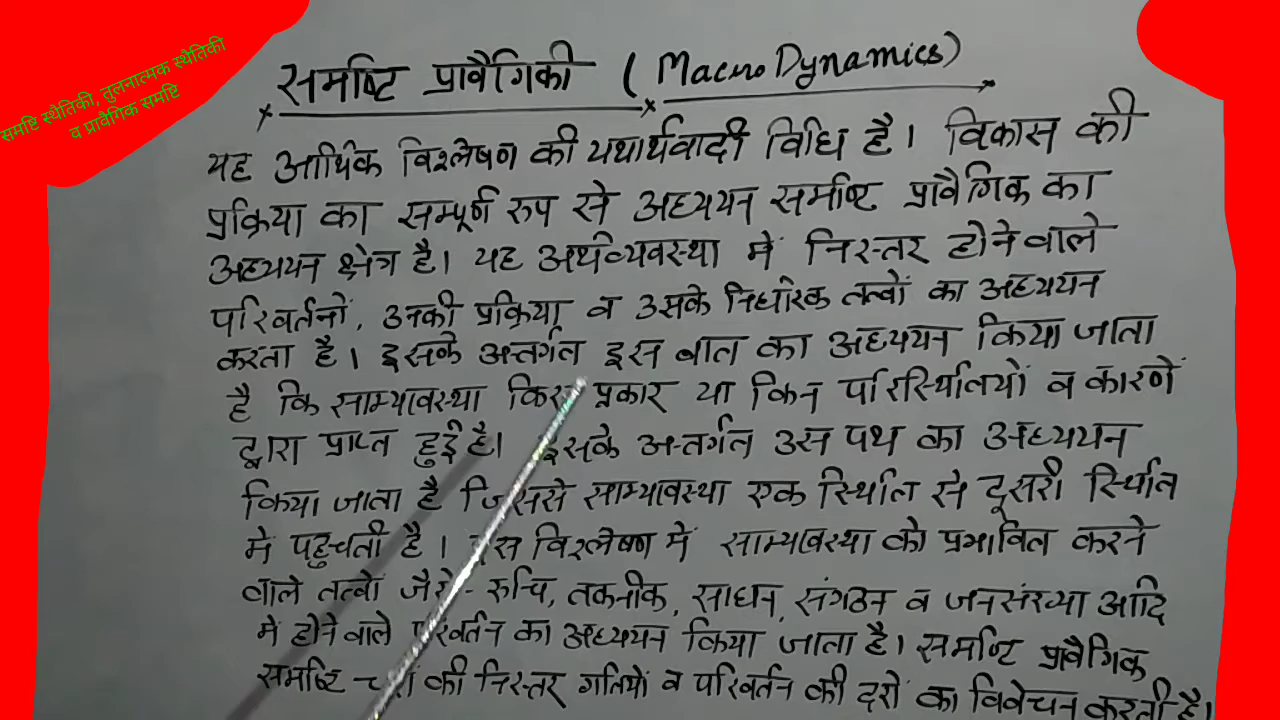 समष्टि स्थैतिकी, तुलनात्मक स्थैतिकी
व प्रावैगिक समष्टि
समष्टि प्रावैगिकी (Macro Dynamics)
यह आर्थिक विश्लेषण की यथार्थवादी विधि है। विकास की
प्रक्रिया का सम्पूर्ण रुप से अध्ययन समष्टि प्रावैगिक का
अध्ययन क्षेत्र है। यह अर्थव्यवस्था में निरन्तर होने वाले
परिवर्तनों, उनकी प्रक्रिया व उसके निर्धारक तत्वों का अध्ययन
करता है। इसके अन्तर्गत इस बात का अध्ययन किया जाता
है कि साम्यावस्था किस प्रकार या किन परिस्थितियों व कारणों
द्वारा प्राप्त हुई है। इसके अन्तर्गत उस पथ का अध्ययन
किया जाता है जिससे साम्यावस्था एक स्थिति से दूसरी स्थिति
में पहुचती है। इस विश्लेषण में साम्यावस्था को प्रभावित करने
वाले तत्वों जैसे - रुचि, तकनीक, साधन, संगठन व जनसंख्या आदि
में होने वाले परिवर्तन का अध्ययन किया जाता है। समष्टि प्रावैगिक
समष्टि चरों की निरन्तर गतियों व परिवर्तन की दरों का विवेचन करती है।